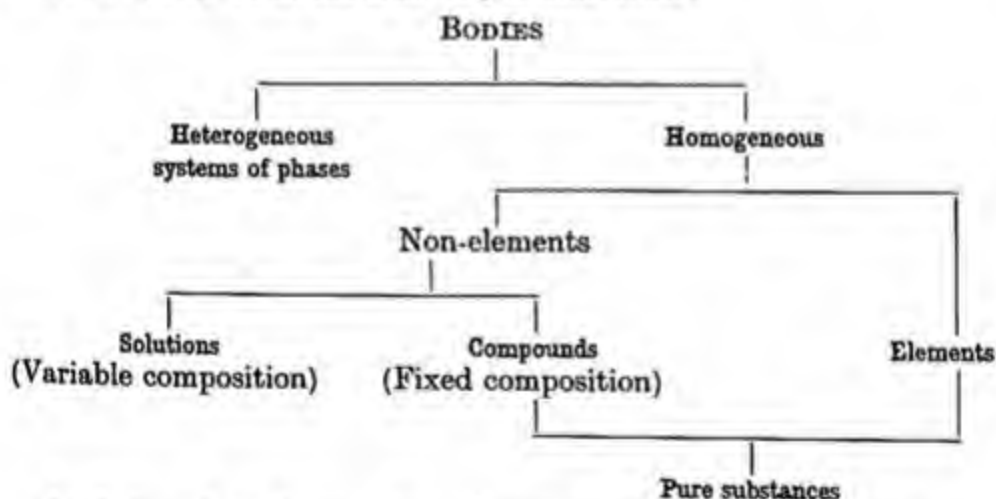 BODIES
Heterogeneous
systems of phases
Homogeneous
Non-elements
Solutions
(Variable composition)
Compounds
(Fixed composition)
Elements
Pure substances